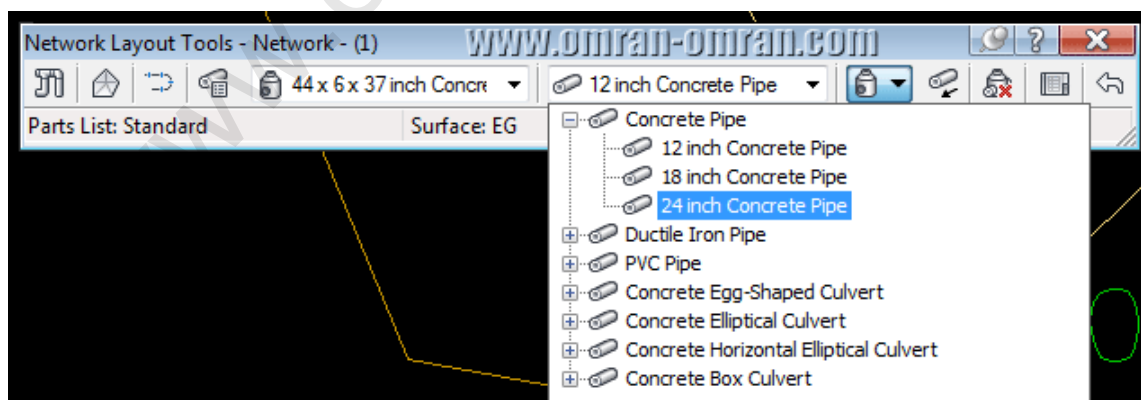 Network Layout Tools - Network - (1)
www.omran-omran.com
44 x 6 x 37 inch Concre
12 inch Concrete Pipe
Parts List: Standard
Surface: EG
Concrete Pipe
12 inch Concrete Pipe
18 inch Concrete Pipe
24 inch Concrete Pipe
Ductile Iron Pipe
PVC Pipe
Concrete Egg-Shaped Culvert
Concrete Elliptical Culvert
Concrete Horizontal Elliptical Culvert
Concrete Box Culvert